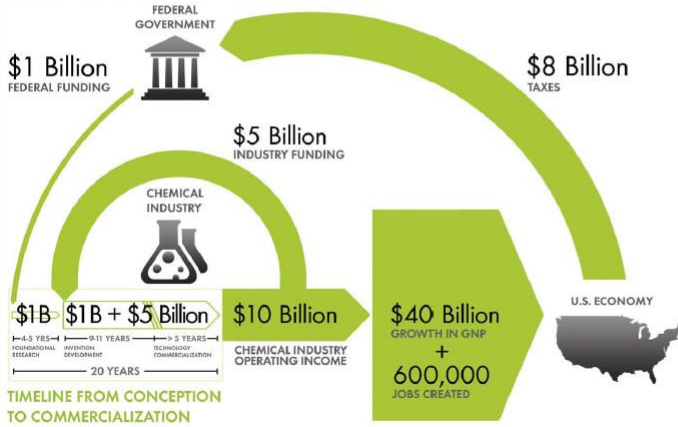 FEDERAL
GOVERNMENT
$1 Billion
FEDERAL FUNDING
$8 Billion
TAXES
$5 Billion
INDUSTRY FUNDING
CHEMICAL
INDUSTRY
$1B
$1B + $5 Billion
$10 Billion
$40 Billion
GROWTH IN GNP
+
600,000
JOBS CREATED
U.S. ECONOMY
4-5 YRS
9-11 YEARS
> 5 YEARS
FOUNDATIONAL
RESEARCH
INVENTION
DEVELOPMENT
TECHNOLOGY
COMMERCIALIZATION
CHEMICAL INDUSTRY
OPERATING INCOME
20 YEARS
TIMELINE FROM CONCEPTION
TO COMMERCIALIZATION